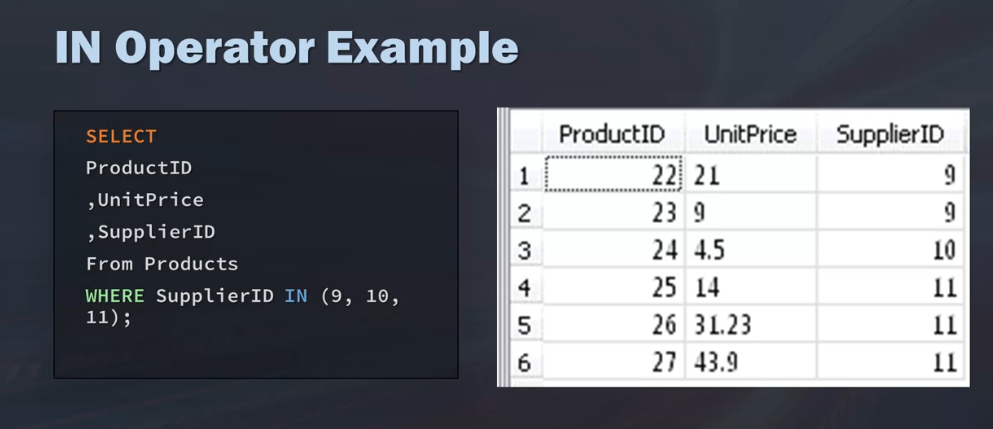 IN Operator Example
SELECT
ProductID
,UnitPrice
,SupplierID
From Products
WHERE SupplierID IN (9, 10,
11);
ProductID UnitPrice SupplierID
1 22 21 9
2 23 9 9
3 24 4.5 10
4 25 14 11
5 26 31.23 11
6 27 43.9 11